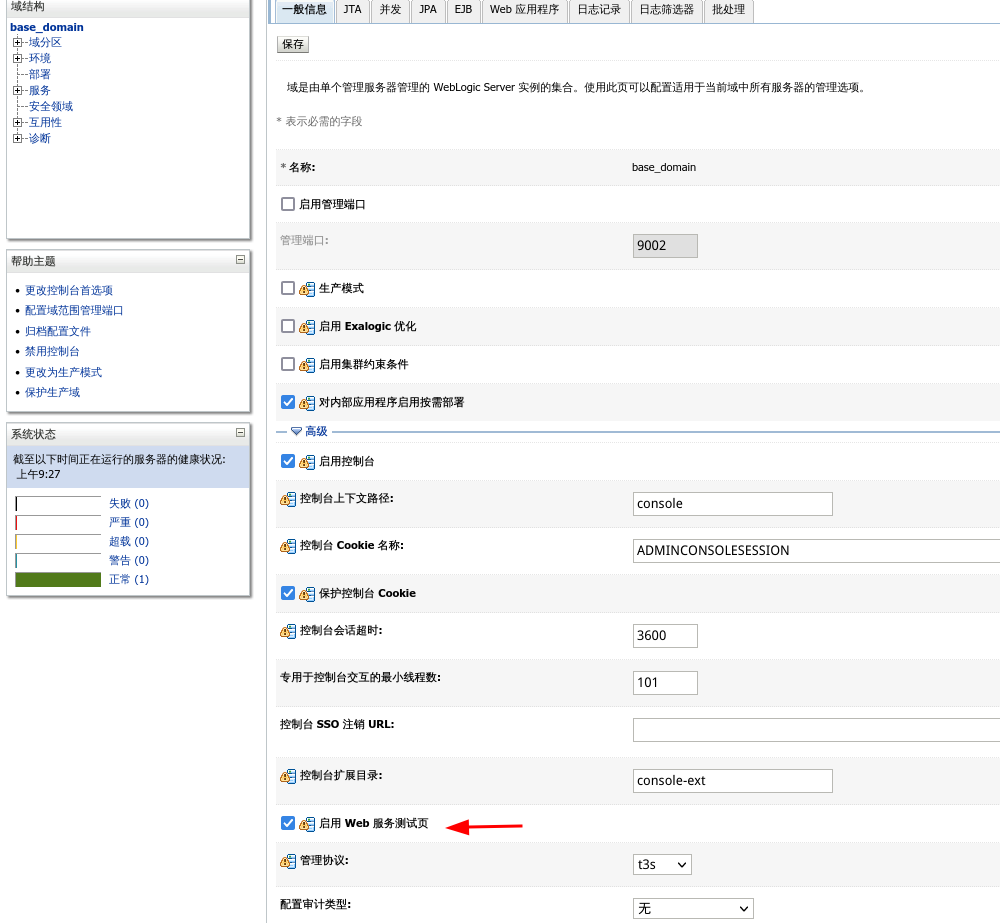 域结构
base_domain
域分区
环境
部署
服务
安全领域
互用性
诊断
帮助主题
更改控制台首选项
配置域范围管理端口
归档配置文件
禁用控制台
更改为生产模式
保护生产域
系统状态
截至以下时间正在运行的服务器的健康状况:
上午9:27
失败 (0)
严重 (0)
超载 (0)
警告 (0)
正常 (1)
一般信息 JTA 并发 JPA EJB Web 应用程序 日志记录 日志筛选器 批处理
保存
域是由单个管理服务器管理的 WebLogic Server 实例的集合。使用此页可以配置适用于当前域中所有服务器的管理选项。
* 表示必需的字段
* 名称: base_domain
启用管理端口
管理端口: 9002
生产模式
启用 Exalogic 优化
启用集群约束条件
对内部应用程序启用按需部署
高级
启用控制台
控制台上下文路径: console
控制台 Cookie 名称: ADMINCONSOLESESSION
保护控制台 Cookie
控制台会话超时: 3600
专用于控制台交互的最小线程数: 101
控制台 SSO 注销 URL:
控制台扩展目录: console-ext
启用 Web 服务测试页
管理协议: t3s
配置审计类型: 无